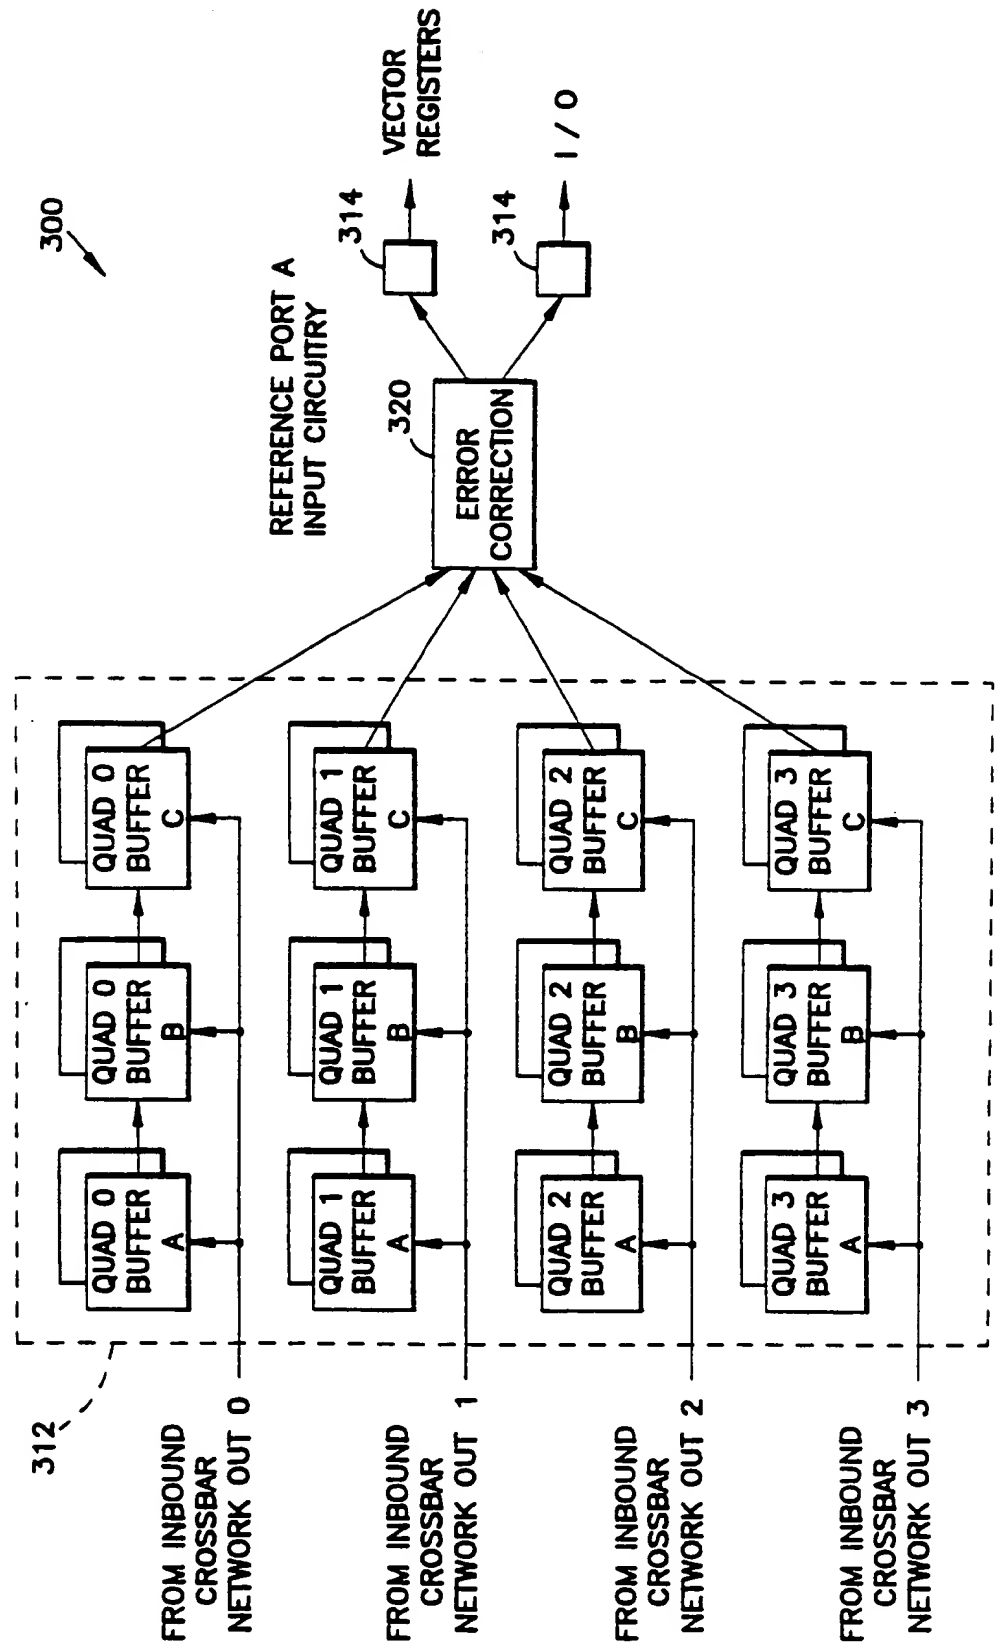 300
REFERENCE PORT A
INPUT CIRCUITRY
312
FROM INBOUND
CROSSBAR
NETWORK OUT 0
QUAD 0
BUFFER
A
QUAD 0
BUFFER
B
QUAD 0
BUFFER
C
FROM INBOUND
CROSSBAR
NETWORK OUT 1
QUAD 1
BUFFER
A
QUAD 1
BUFFER
B
QUAD 1
BUFFER
C
FROM INBOUND
CROSSBAR
NETWORK OUT 2
QUAD 2
BUFFER
A
QUAD 2
BUFFER
B
QUAD 2
BUFFER
C
FROM INBOUND
CROSSBAR
NETWORK OUT 3
QUAD 3
BUFFER
A
QUAD 3
BUFFER
B
QUAD 3
BUFFER
C
320
ERROR
CORRECTION
314
VECTOR
REGISTERS
314
I / O